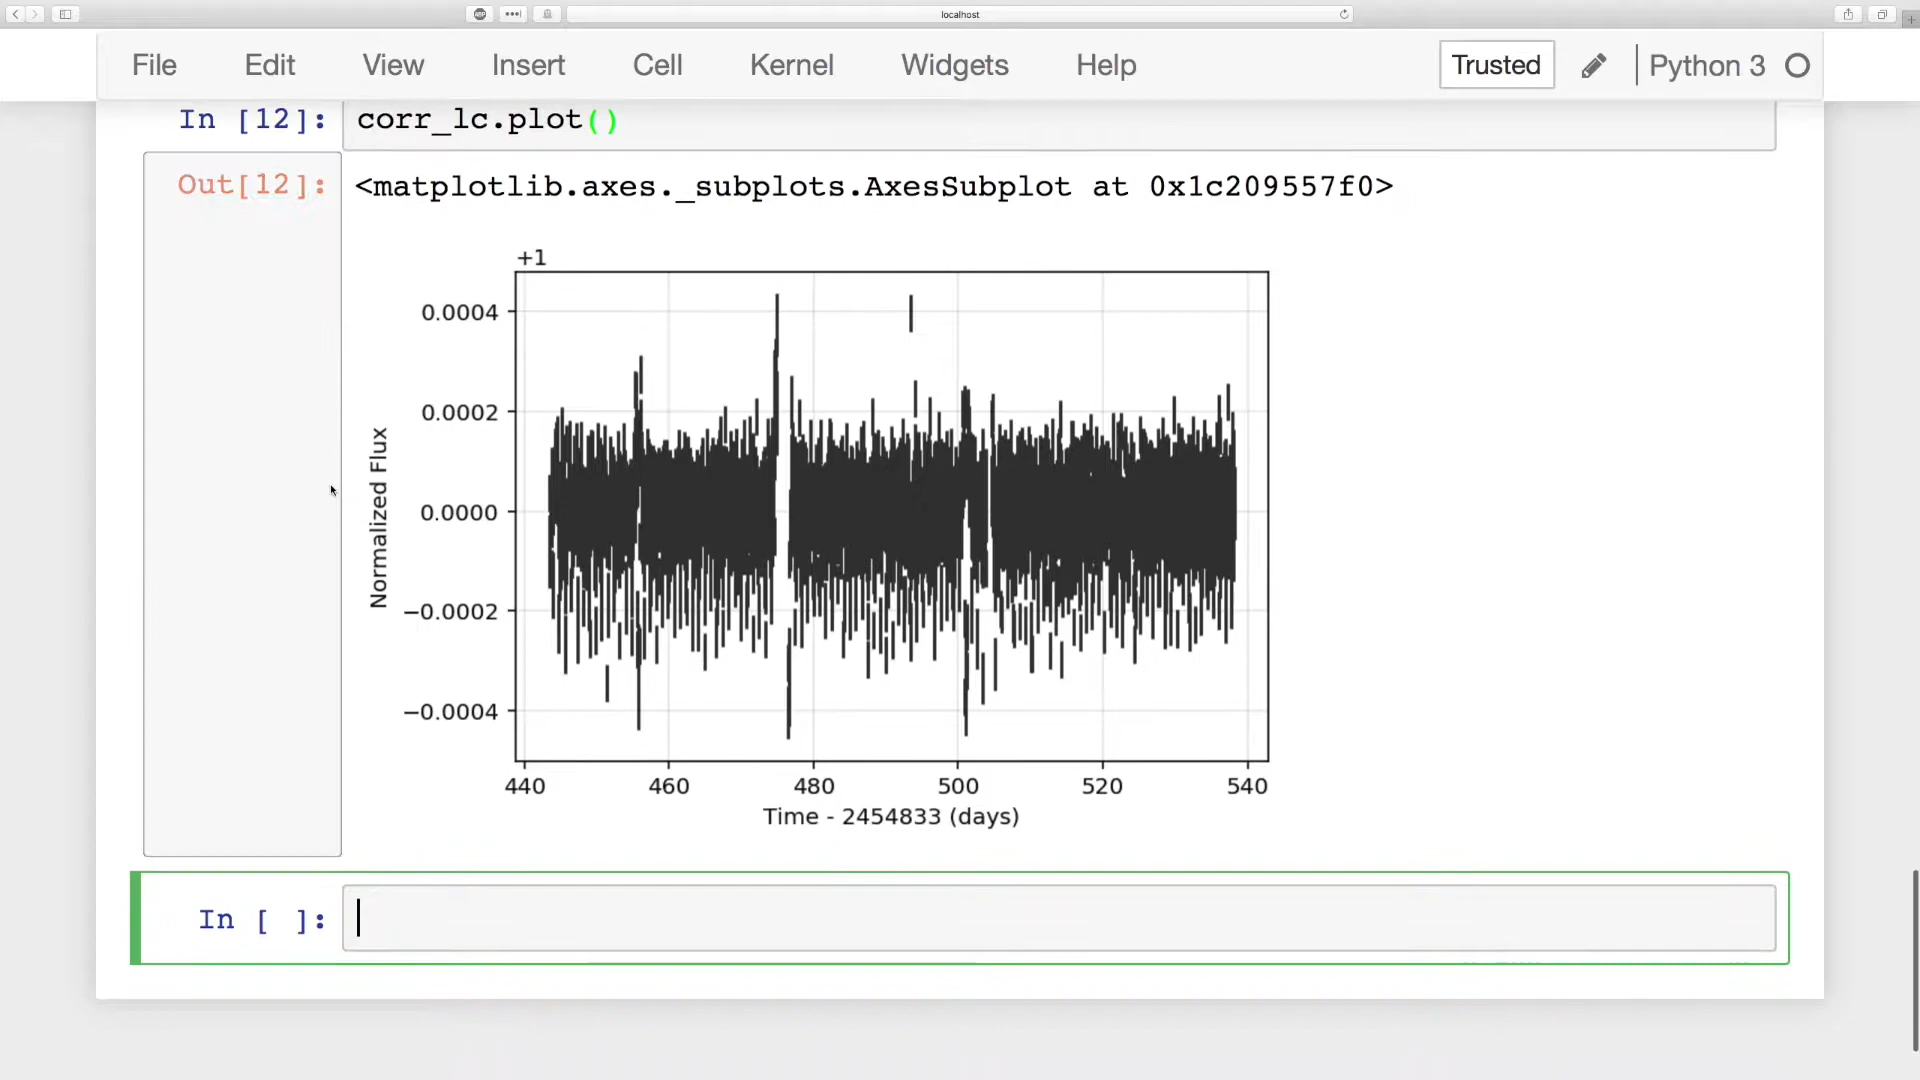 localhost
File Edit View Insert Cell Kernel Widgets Help Trusted Python 3
In [12]: corr_lc.plot()
Out[12]: <matplotlib.axes._subplots.AxesSubplot at 0x1c209557f0>
+1
0.0004
0.0002
0.0000
−0.0002
−0.0004
Normalized Flux
440 460 480 500 520 540
Time - 2454833 (days)
In [ ]: